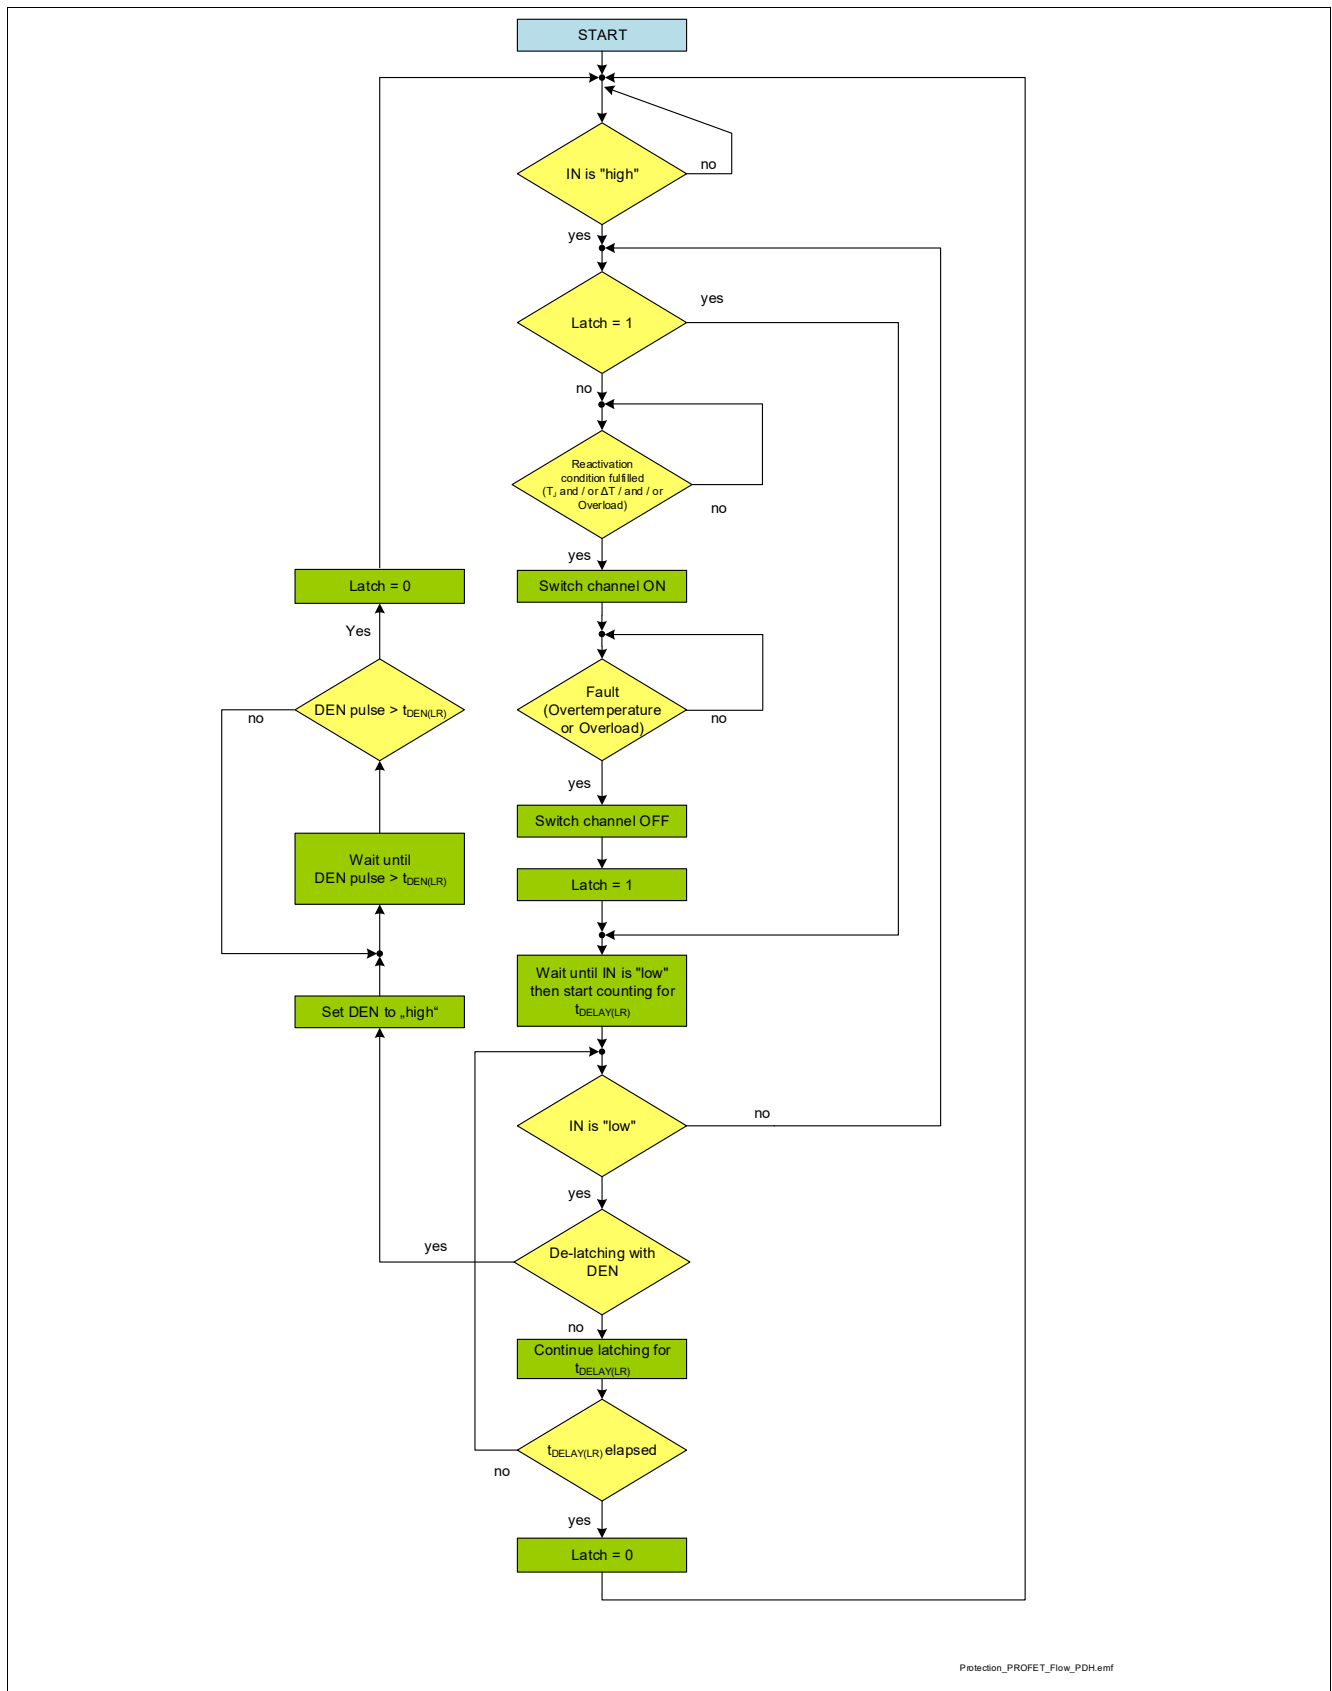 START
IN is "high"
no
yes
Latch = 1
yes
no
Reactivation
condition fulfilled
(TJ and / or ΔT / and / or
Overload)
no
yes
Switch channel ON
Latch = 0
Yes
DEN pulse > tDEN(LR)
no
Fault
(Overtemperature
or Overload)
no
yes
Switch channel OFF
Wait until
DEN pulse > tDEN(LR)
Latch = 1
Wait until IN is "low"
then start counting for
tDELAY(LR)
Set DEN to „high“
IN is "low"
no
yes
De-latching with
DEN
yes
no
Continue latching for
tDELAY(LR)
tDELAY(LR) elapsed
no
yes
Latch = 0
Protection_PROFET_Flow_PDH.emf